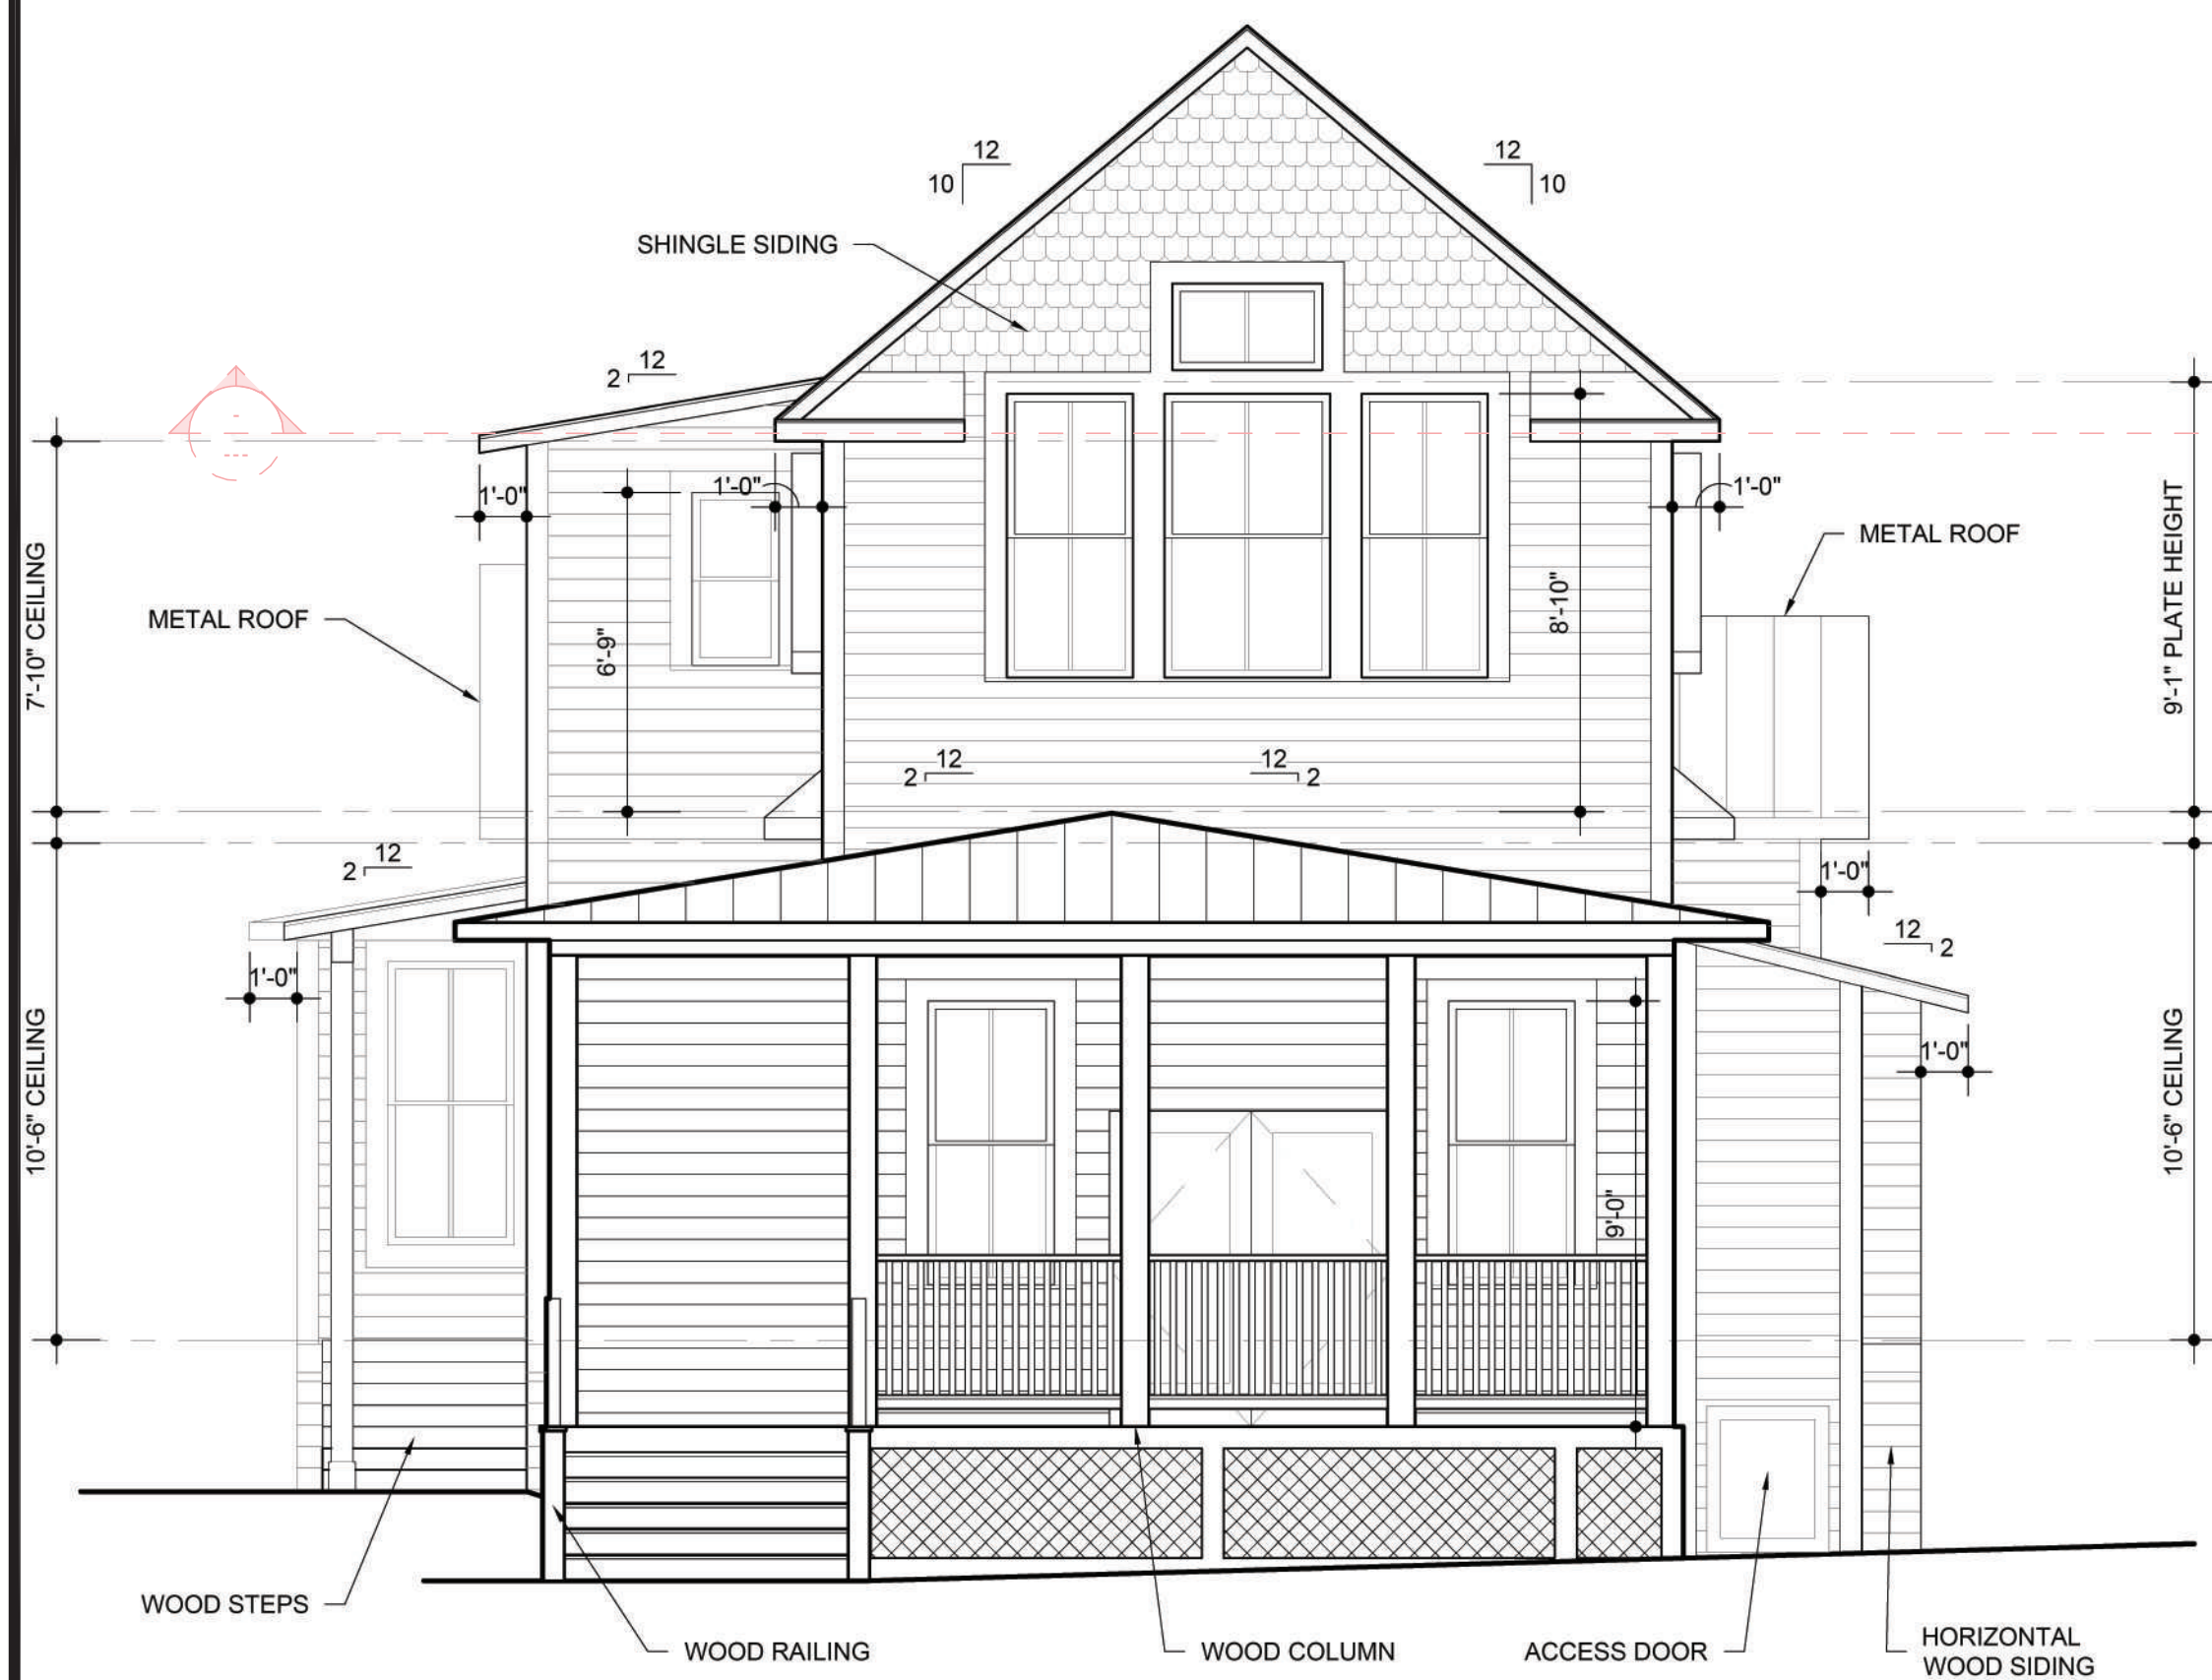 12
10
12
10
SHINGLE SIDING
12
2
-
---
1'-0"
1'-0"
1'-0"
METAL ROOF
METAL ROOF
7'-10" CEILING
6'-9"
8'-10"
9'-1" PLATE HEIGHT
12
2
12
2
12
2
1'-0"
12
2
1'-0"
1'-0"
10'-6" CEILING
9'-0"
10'-6" CEILING
WOOD STEPS
WOOD RAILING
WOOD COLUMN
ACCESS DOOR
HORIZONTAL
WOOD SIDING